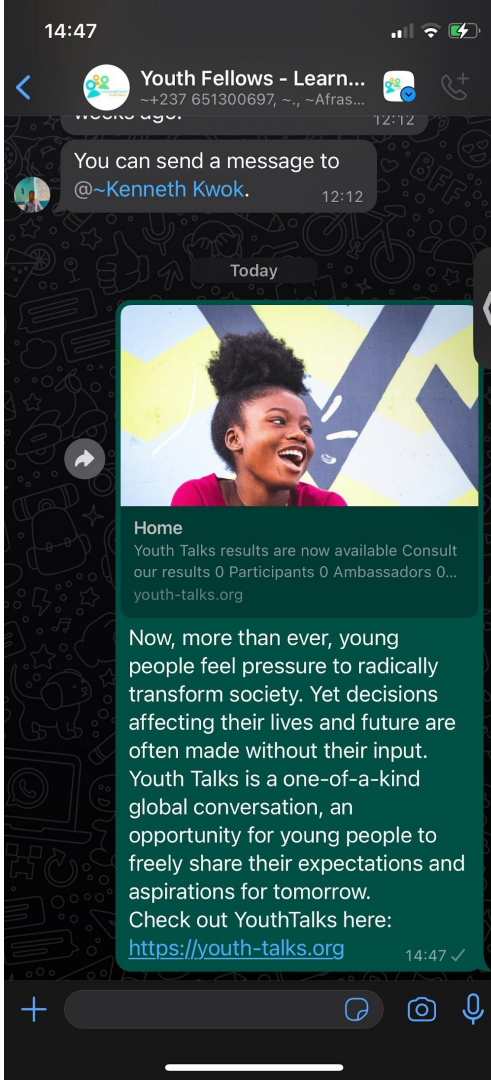 14:47
Youth Fellows - Learn...
~+237 651300697, ~., ~Afras...
weeks ago.
12:12
You can send a message to
@~Kenneth Kwok.
12:12
Today
Home
Youth Talks results are now available Consult
our results 0 Participants 0 Ambassadors 0...
youth-talks.org
Now, more than ever, young
people feel pressure to radically
transform society. Yet decisions
affecting their lives and future are
often made without their input.
Youth Talks is a one-of-a-kind
global conversation, an
opportunity for young people to
freely share their expectations and
aspirations for tomorrow.
Check out YouthTalks here:
https://youth-talks.org
14:47